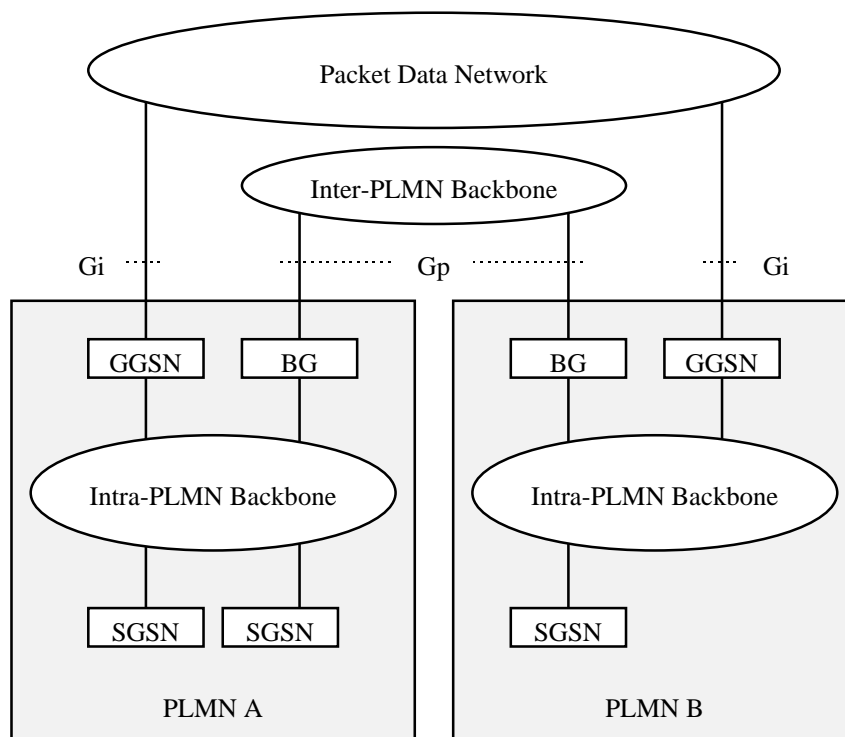 Packet Data Network
Inter-PLMN Backbone
Gi
Gp
Gi
GGSN
BG
BG
GGSN
Intra-PLMN Backbone
Intra-PLMN Backbone
SGSN
SGSN
SGSN
PLMN A
PLMN B